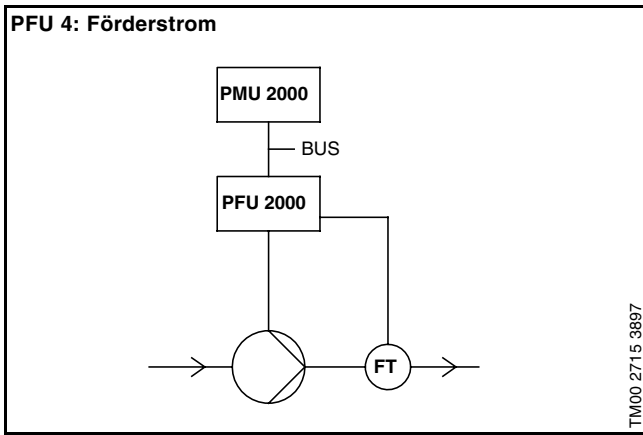 PFU 4: Förderstrom
PMU 2000
BUS
PFU 2000
FT
TM00 2715 3897